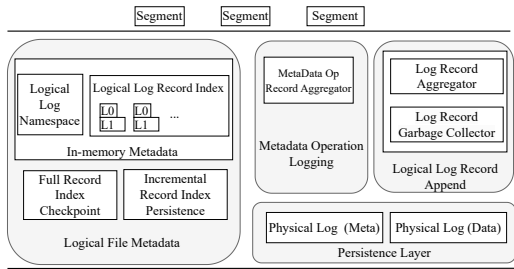 Segment
Segment
Segment
Logical
Log
Namespace
Logical Log Record Index
L0
L1
L0
L1
...
In-memory Metadata
Full Record
Index
Checkpoint
Incremental
Record Index
Persistence
Logical File Metadata
MetaData Op
Record Aggregator
Metadata Operation
Logging
Log Record
Aggregator
Log Record
Garbage Collector
Logical Log Record
Append
Physical Log (Meta)
Physical Log (Data)
Persistence Layer